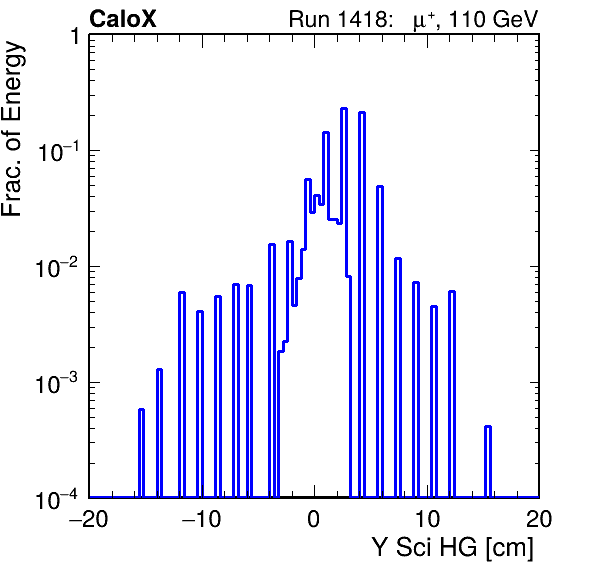 CaloX Run 1418: μ⁺, 110 GeV
Frac. of Energy
1
10⁻¹
10⁻²
10⁻³
10⁻⁴
−20 −10 0 10 20
Y Sci HG [cm]